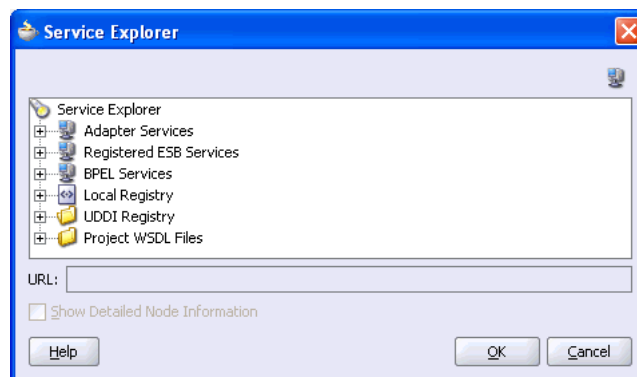 Service Explorer
Service Explorer
Adapter Services
Registered ESB Services
BPEL Services
Local Registry
UDDI Registry
Project WSDL Files
URL:
Show Detailed Node Information
Help
OK
Cancel